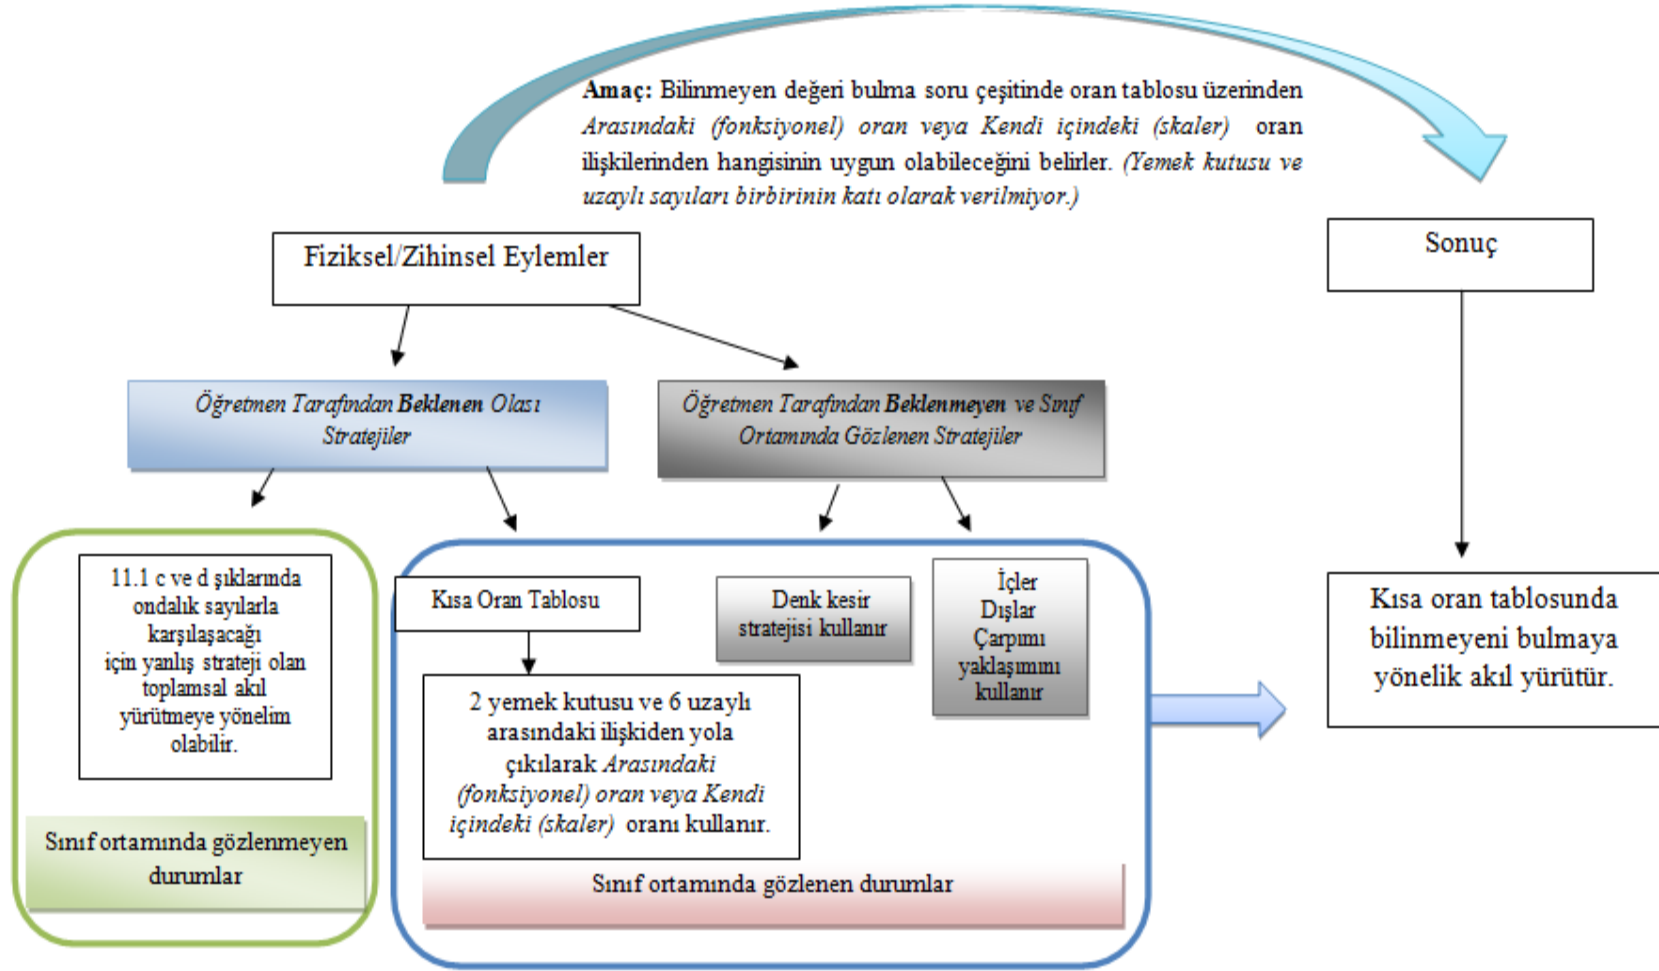 Amaç: Bilinmeyen değeri bulma soru çeşitinde oran tablosu üzerinden
Arasındaki (fonksiyonel) oran veya Kendi içindeki (skaler) oran
ilişkilerinden hangisinin uygun olabileceğini belirler. (Yemek kutusu ve
uzaylı sayıları birbirinin katı olarak verilmiyor.)
Fiziksel/Zihinsel Eylemler
Sonuç
Öğretmen Tarafından Beklenen Olası
Stratejiler
Öğretmen Tarafından Beklenmeyen ve Sınıf
Ortamında Gözlenen Stratejiler
11.1 c ve d şıklarında
ondalık sayılarla
karşılaşacağı
için yanlış strateji olan
toplamsal akıl
yürütmeye yönelim
olabilir.
Sınıf ortamında gözlenmeyen
durumlar
Kısa Oran Tablosu
2 yemek kutusu ve 6 uzaylı
arasındaki ilişkiden yola
çıkılarak Arasındaki
(fonksiyonel) oran veya Kendi
içindeki (skaler) oranı kullanır.
Denk kesir
stratejisi kullanır
İçler
Dışlar
Çarpımı
yaklaşımını
kullanır
Sınıf ortamında gözlenen durumlar
Kısa oran tablosunda
bilinmeyeni bulmaya
yönelik akıl yürütür.